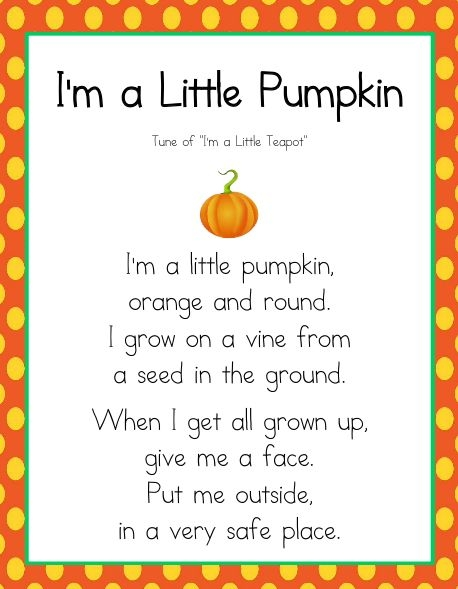 I'm a Little Pumpkin
Tune of "I'm a Little Teapot"
I'm a little pumpkin,
orange and round.
I grow on a vine from
a seed in the ground.
When I get all grown up,
give me a face.
Put me outside,
in a very safe place.